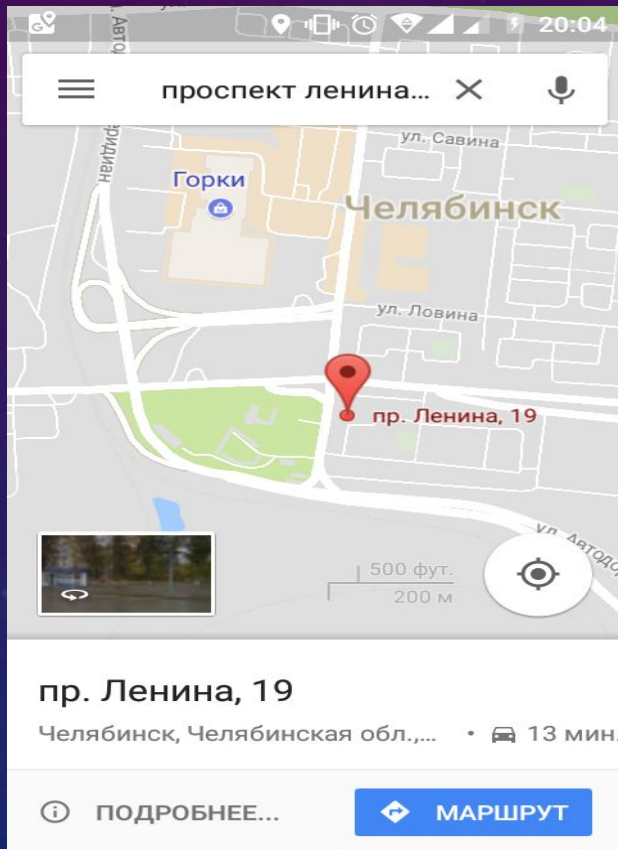 20:04
проспект ленина...
ул. Савина
Горки
Челябинск
ул. Ловина
пр. Ленина, 19
500 фут.
200 м
пр. Ленина, 19
Челябинск, Челябинская обл.,... • 13 мин.
ПОДРОБНЕЕ...
МАРШРУТ